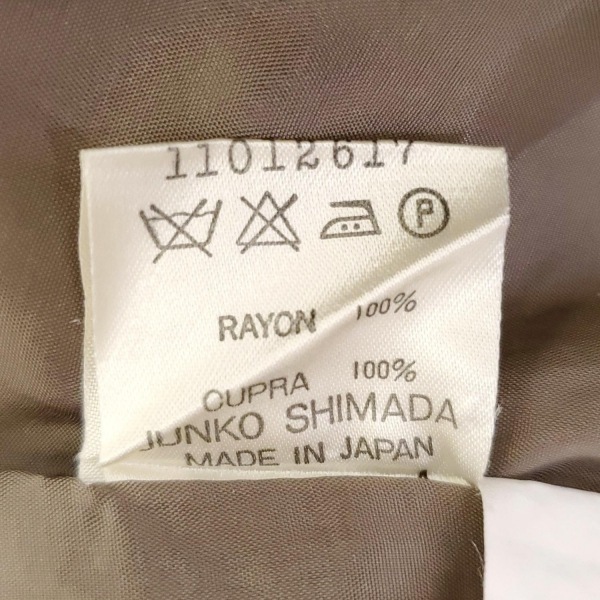 11012617
P
RAYON 100%
CUPRA 100%
JUNKO SHIMADA
MADE IN JAPAN